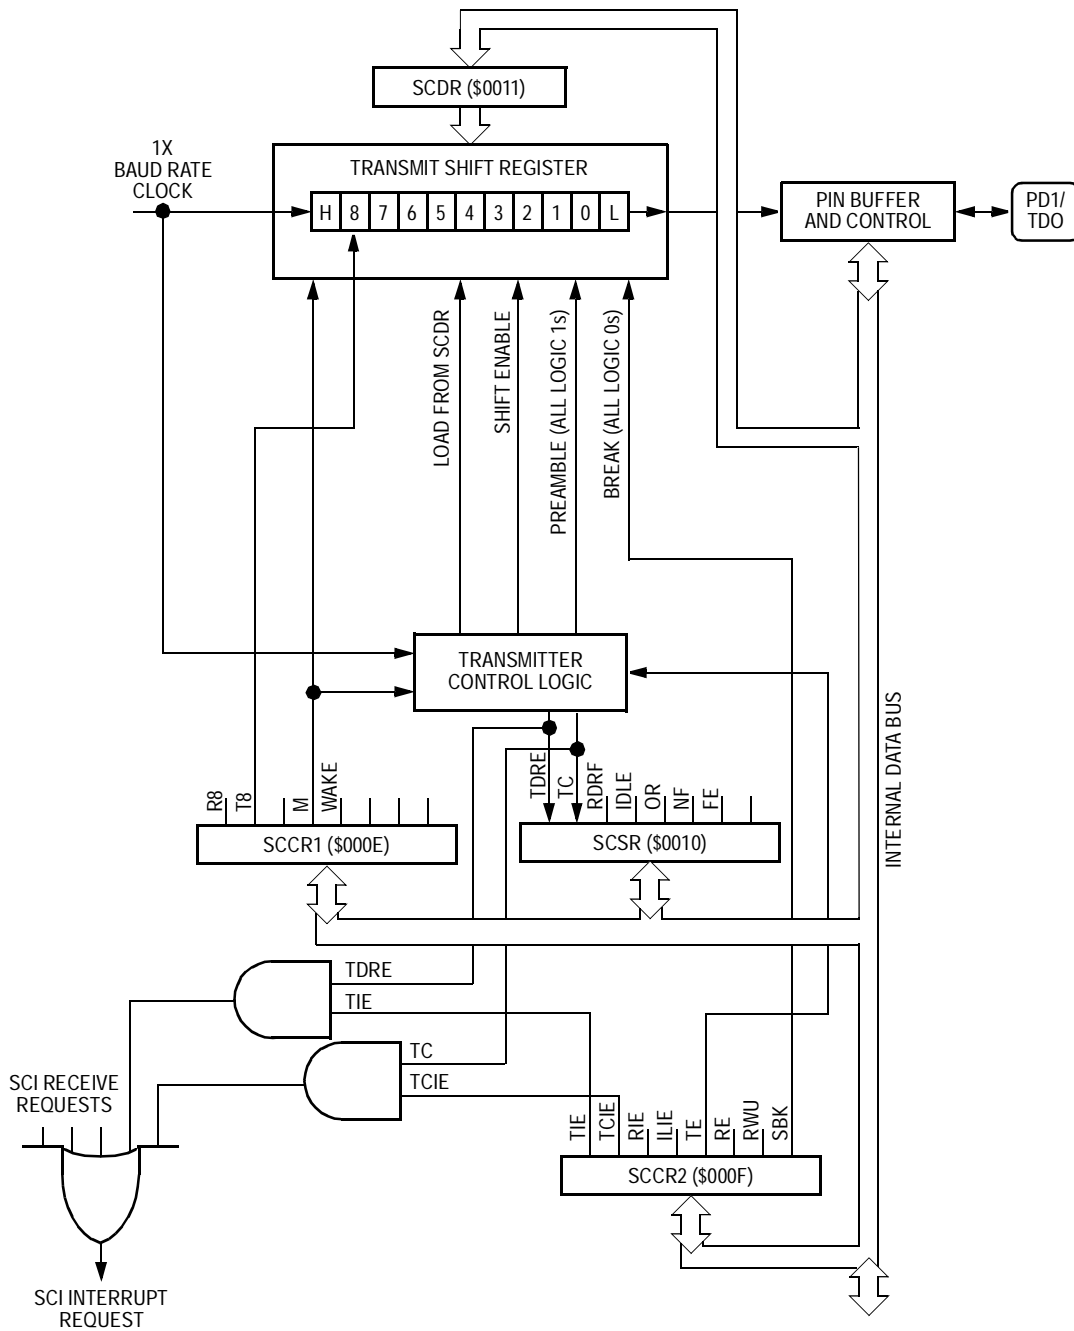 SCDR ($0011)
1X
BAUD RATE
CLOCK
TRANSMIT SHIFT REGISTER
H 8 7 6 5 4 3 2 1 0 L
PIN BUFFER
AND CONTROL
PD1/
TDO
LOAD FROM SCDR
SHIFT ENABLE
PREAMBLE (ALL LOGIC 1s)
BREAK (ALL LOGIC 0s)
TRANSMITTER
CONTROL LOGIC
INTERNAL DATA BUS
R8
T8
M
WAKE
TDRE
TC
RDRF
IDLE
OR
NF
FE
SCCR1 ($000E)
SCSR ($0010)
TDRE
TIE
TC
TCIE
SCI RECEIVE
REQUESTS
TIE
TCIE
RIE
ILIE
TE
RE
RWU
SBK
SCCR2 ($000F)
SCI INTERRUPT
REQUEST